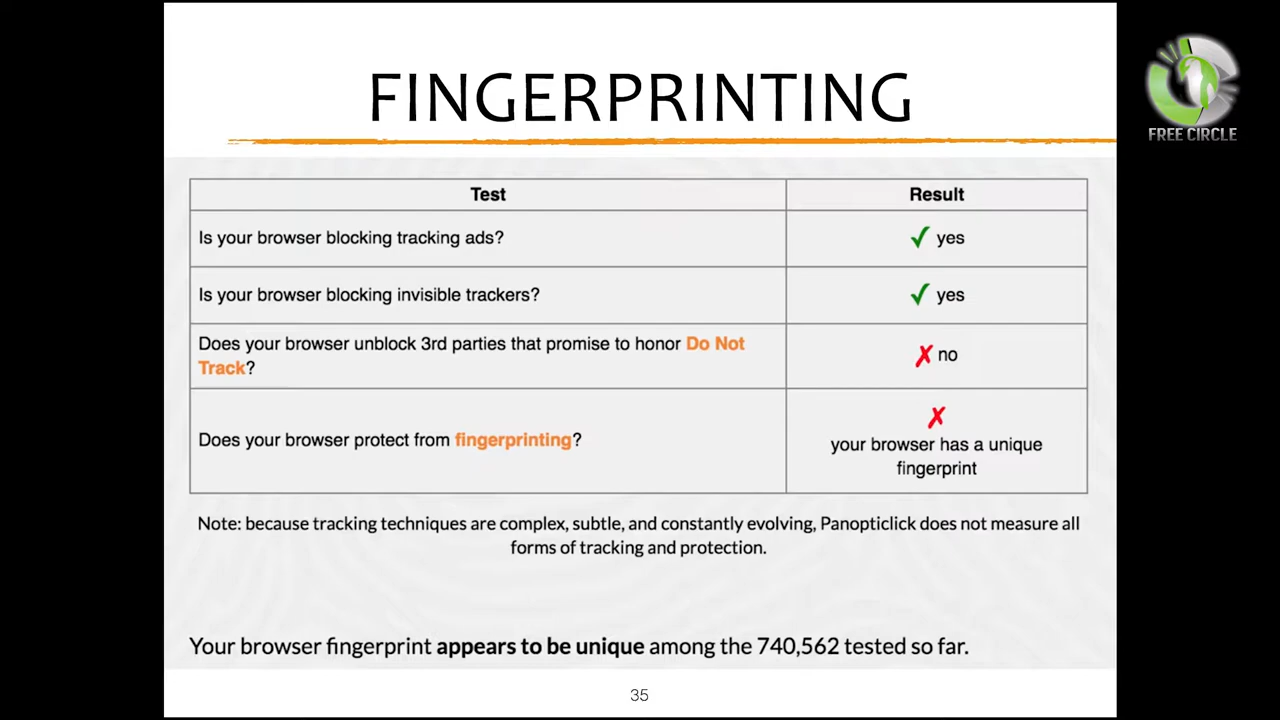 FINGERPRINTING
FREE CIRCLE
Test
Result
Is your browser blocking tracking ads?
✓ yes
Is your browser blocking invisible trackers?
✓ yes
Does your browser unblock 3rd parties that promise to honor Do Not
Track?
✗ no
Does your browser protect from fingerprinting?
✗
your browser has a unique
fingerprint
Note: because tracking techniques are complex, subtle, and constantly evolving, Panopticlick does not measure all
forms of tracking and protection.
Your browser fingerprint appears to be unique among the 740,562 tested so far.
35